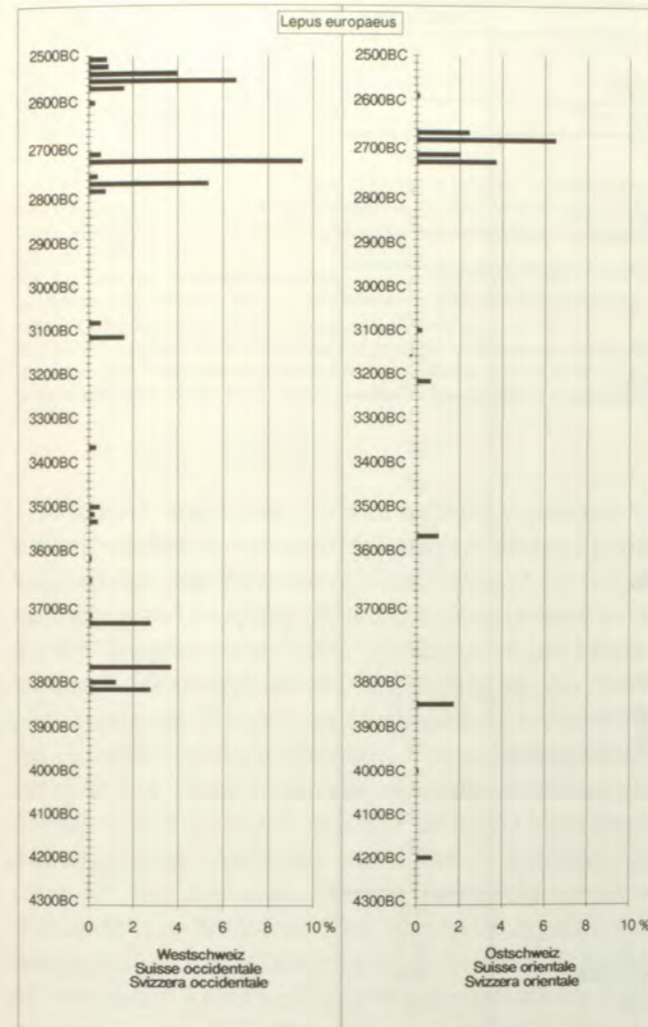 Lepus europaeus
2500BC
2600BC
2700BC
2800BC
2900BC
3000BC
3100BC
3200BC
3300BC
3400BC
3500BC
3600BC
3700BC
3800BC
3900BC
4000BC
4100BC
4200BC
4300BC
0 2 4 6 8 10 %
Westschweiz
Suisse occidentale
Svizzera occidentale
2500BC
2600BC
2700BC
2800BC
2900BC
3000BC
3100BC
3200BC
3300BC
3400BC
3500BC
3600BC
3700BC
3800BC
3900BC
4000BC
4100BC
4200BC
4300BC
0 2 4 6 8 10 %
Ostschweiz
Suisse orientale
Svizzera orientale